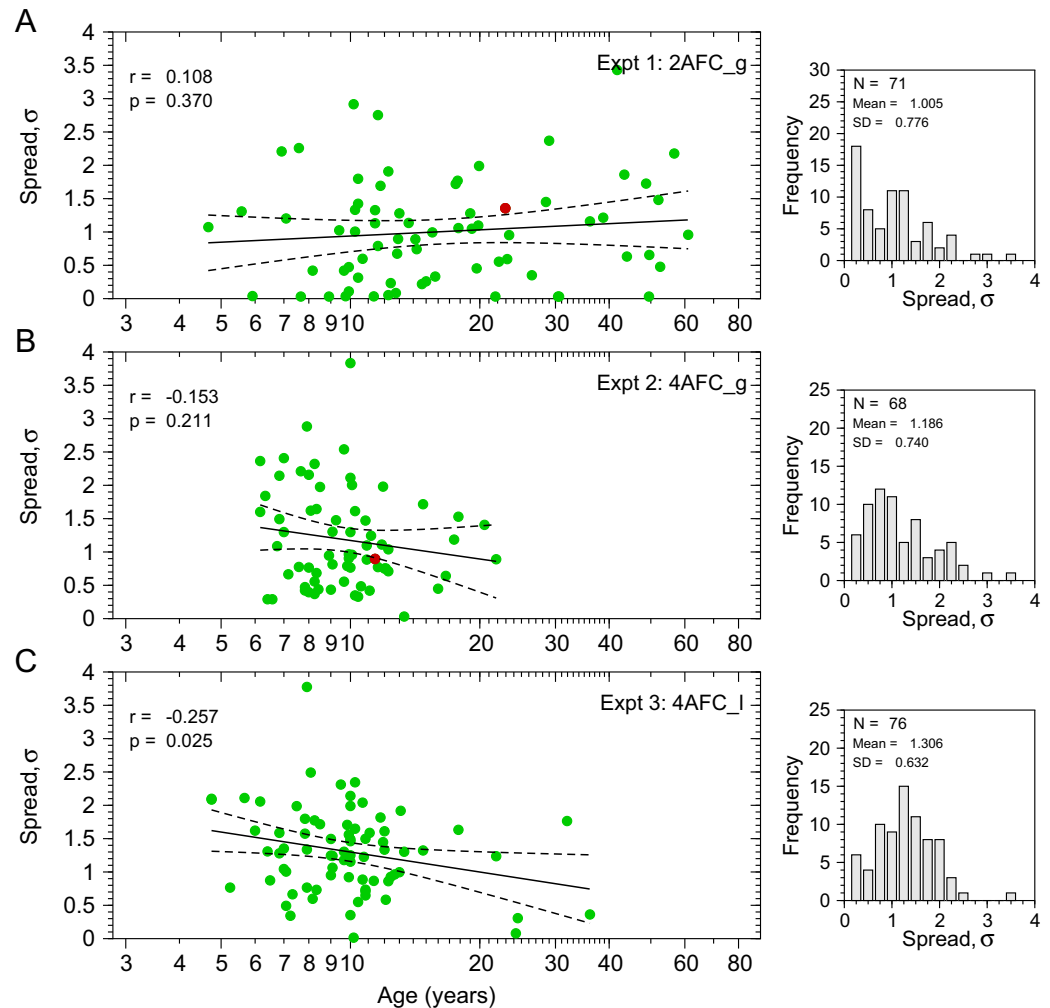 A
Spread, σ
4
3.5
3
2.5
2
1.5
1
0.5
0
r = 0.108
p = 0.370
Expt 1: 2AFC_g
3 4 5 6 7 8 9 10 20 30 40 60 80
Frequency
30
25
20
15
10
5
0
N = 71
Mean = 1.005
SD = 0.776
0 1 2 3 4
Spread, σ
B
Spread, σ
4
3.5
3
2.5
2
1.5
1
0.5
0
r = -0.153
p = 0.211
Expt 2: 4AFC_g
3 4 5 6 7 8 9 10 20 30 40 60 80
Frequency
25
20
15
10
5
0
N = 68
Mean = 1.186
SD = 0.740
0 1 2 3 4
Spread, σ
C
Spread, σ
4
3.5
3
2.5
2
1.5
1
0.5
0
r = -0.257
p = 0.025
Expt 3: 4AFC_l
3 4 5 6 7 8 9 10 20 30 40 60 80
Age (years)
Frequency
25
20
15
10
5
0
N = 76
Mean = 1.306
SD = 0.632
0 1 2 3 4
Spread, σ